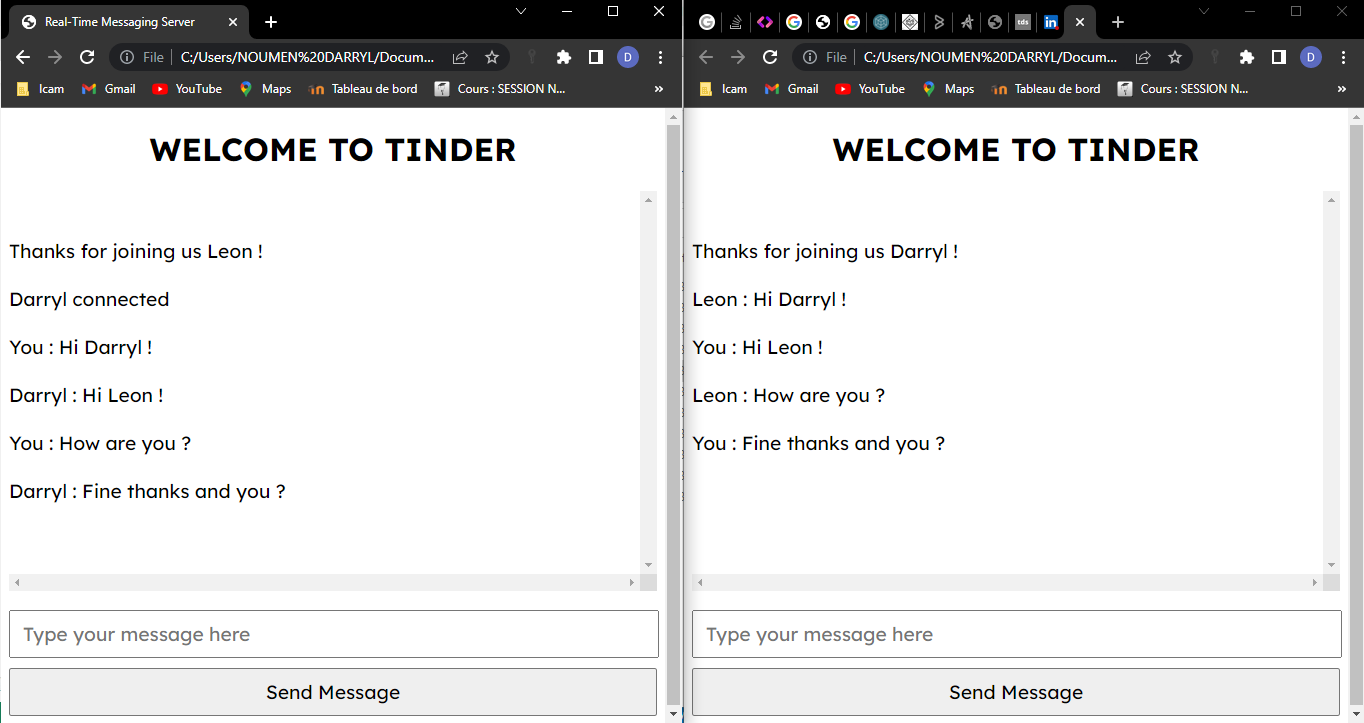 Real-Time Messaging Server
File C:/Users/NOUMEN%20DARRYL/Docum... D
Icam Gmail YouTube Maps Tableau de bord Cours : SESSION N... »
WELCOME TO TINDER
Thanks for joining us Leon !
Darryl connected
You : Hi Darryl !
Darryl : Hi Leon !
You : How are you ?
Darryl : Fine thanks and you ?
Type your message here
Send Message
tds in
File C:/Users/NOUMEN%20DARRYL/Docum... D
Icam Gmail YouTube Maps Tableau de bord Cours : SESSION N... »
WELCOME TO TINDER
Thanks for joining us Darryl !
Leon : Hi Darryl !
You : Hi Leon !
Leon : How are you ?
You : Fine thanks and you ?
Type your message here
Send Message